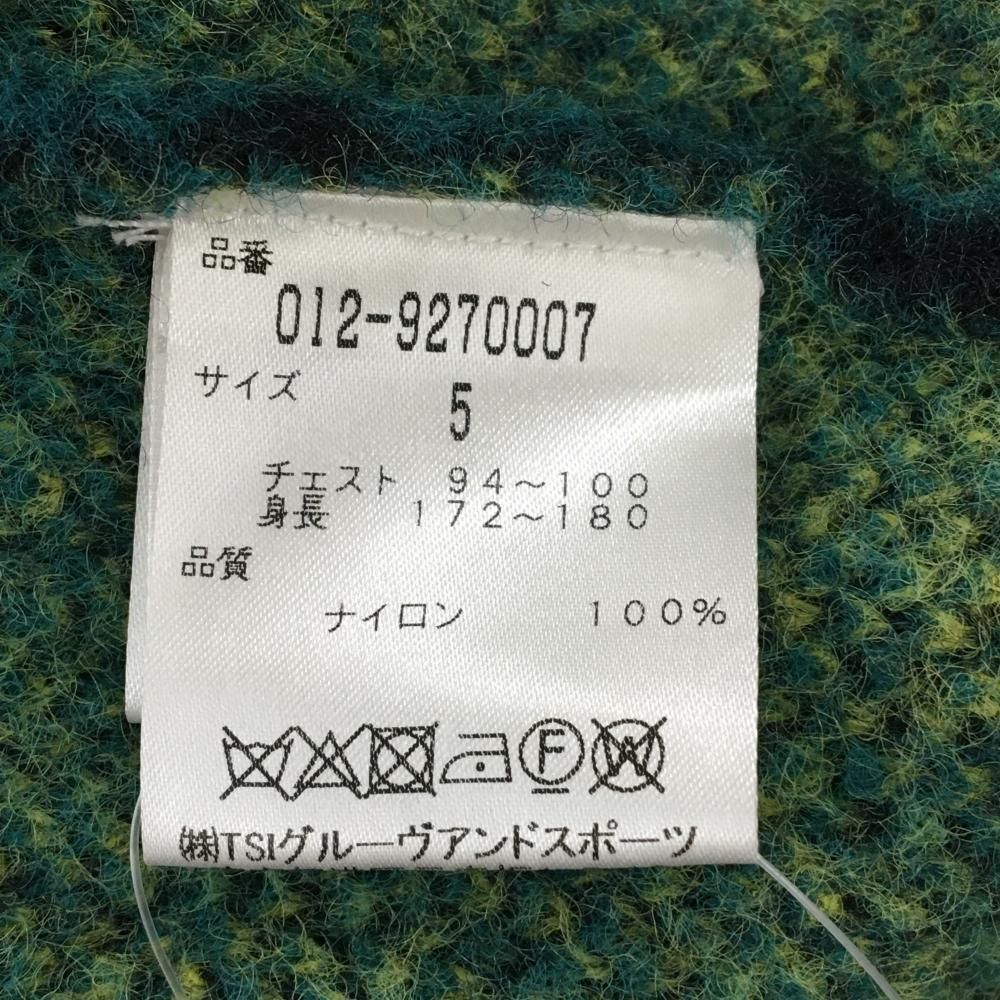 品番
012-9270007
サイズ
5
チェスト 94～100
身長 172～180
品質
ナイロン 100%
F W
㈱TSIグルーヴアンドスポーツ